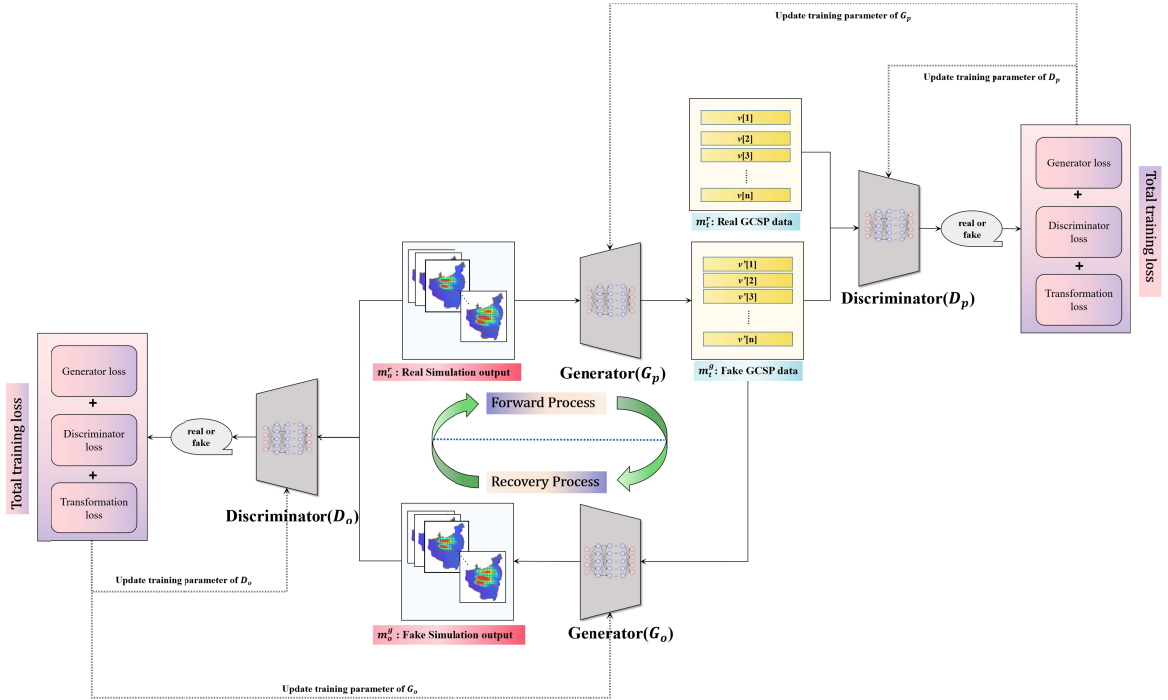 Update training parameter of G_p
Update training parameter of D_p
v[1]
v[2]
v[3]
v[n]
m_t^r: Real GCSP data
Generator loss
+
Discriminator
loss
+
Transformation
loss
Total training loss
real or
fake
Discriminator(D_p)
v'[1]
v'[2]
v'[3]
v'[n]
m_t^g: Fake GCSP data
m_o^r : Real Simulation output
Generator(G_p)
Forward Process
Recovery Process
Total training loss
Generator loss
+
Discriminator
loss
+
Transformation
loss
real or
fake
Discriminator(D_o)
m_o^g : Fake Simulation output
Generator(G_o)
Update training parameter of D_o
Update training parameter of G_o